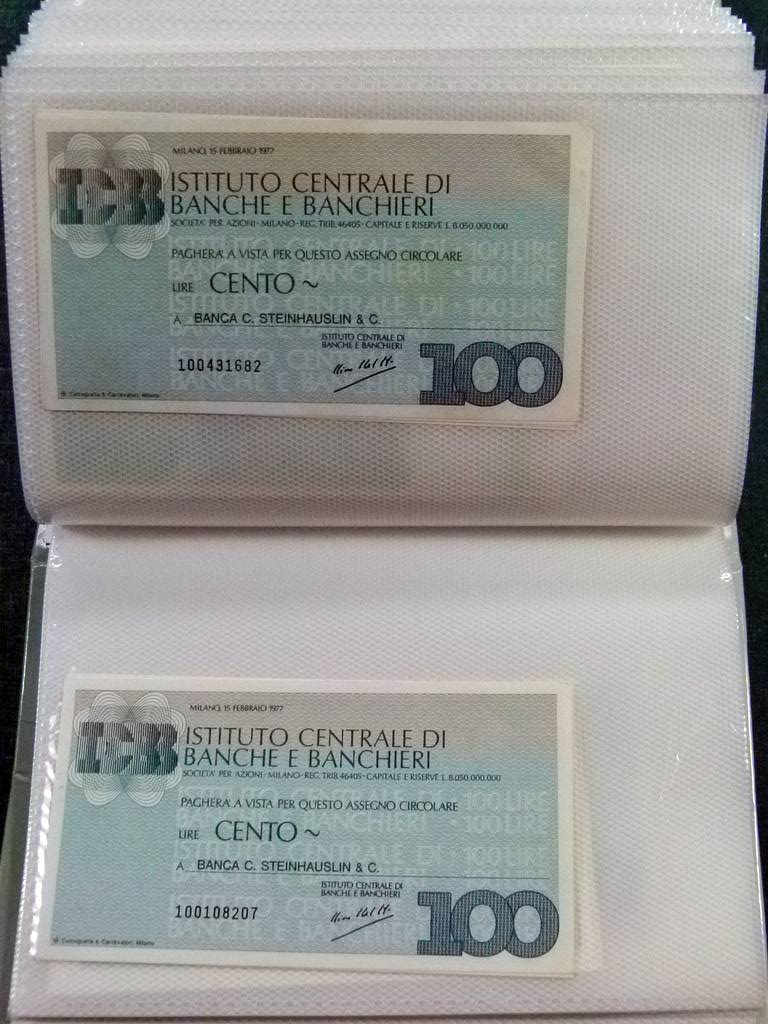 MILANO, 15 FEBBRAIO 1977
ICBB
ISTITUTO CENTRALE DI
BANCHE E BANCHIERI
SOCIETA' PER AZIONI - MILANO - REG. TRIB. 46405 - CAPITALE E RISERVE L. 8.050.000.000
PAGHERA' A VISTA PER QUESTO ASSEGNO CIRCOLARE
LIRE CENTO ~
A BANCA C. STEINHAUSLIN & C.
ISTITUTO CENTRALE DI
BANCHE E BANCHIERI
100431682
100
MILANO, 15 FEBBRAIO 1977
ICBB
ISTITUTO CENTRALE DI
BANCHE E BANCHIERI
SOCIETA' PER AZIONI - MILANO - REG. TRIB. 46405 - CAPITALE E RISERVE L. 8.050.000.000
PAGHERA' A VISTA PER QUESTO ASSEGNO CIRCOLARE
LIRE CENTO ~
A BANCA C. STEINHAUSLIN & C.
ISTITUTO CENTRALE DI
BANCHE E BANCHIERI
100108207
100